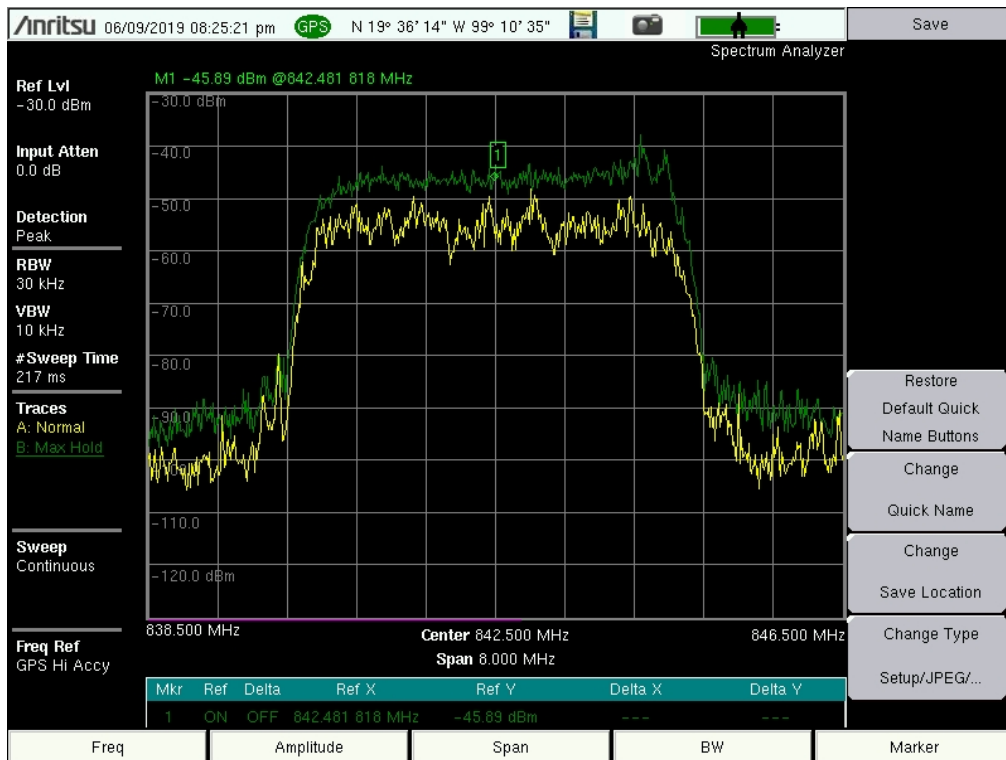 Anritsu 06/09/2019 08:25:21 pm GPS N 19º 36' 14" W 99º 10' 35"
Save
Spectrum Analyzer
M1 -45.89 dBm @842.481 818 MHz
Ref Lvl
-30.0 dBm
Input Atten
0.0 dB
Detection
Peak
RBW
30 kHz
VBW
10 kHz
#Sweep Time
217 ms
Traces
A: Normal
B: Max Hold
Sweep
Continuous
Freq Ref
GPS Hi Accy
-30.0 dBm
1
-40.0
-50.0
-60.0
-70.0
-80.0
-90.0
-110.0
-120.0 dBm
838.500 MHz
Center 842.500 MHz
846.500 MHz
Span 8.000 MHz
Mkr Ref Delta Ref X Ref Y Delta X Delta Y
1 ON OFF 842.481 818 MHz -45.89 dBm --- ---
Restore
Default Quick
Name Buttons
Change
Quick Name
Change
Save Location
Change Type
Setup/JPEG/...
Freq Amplitude Span BW Marker